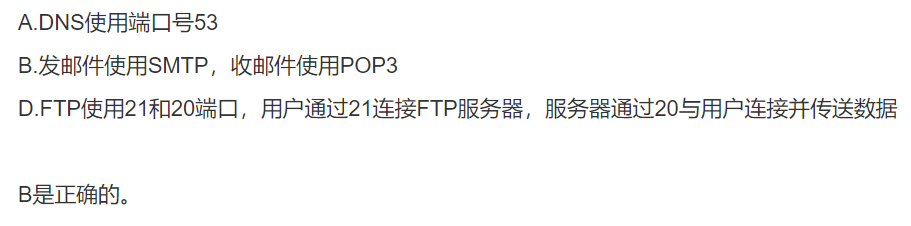 A.DNS使用端口号53
B.发邮件使用SMTP，收邮件使用POP3
D.FTP使用21和20端口，用户通过21连接FTP服务器，服务器通过20与用户连接并传送数据
B是正确的。